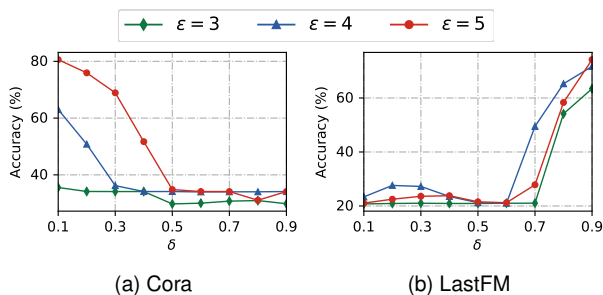 ε = 3 ε = 4 ε = 5
Accuracy (%)
80
60
40
0.1 0.3 0.5 0.7 0.9
δ
(a) Cora
Accuracy (%)
60
40
20
0.1 0.3 0.5 0.7 0.9
δ
(b) LastFM